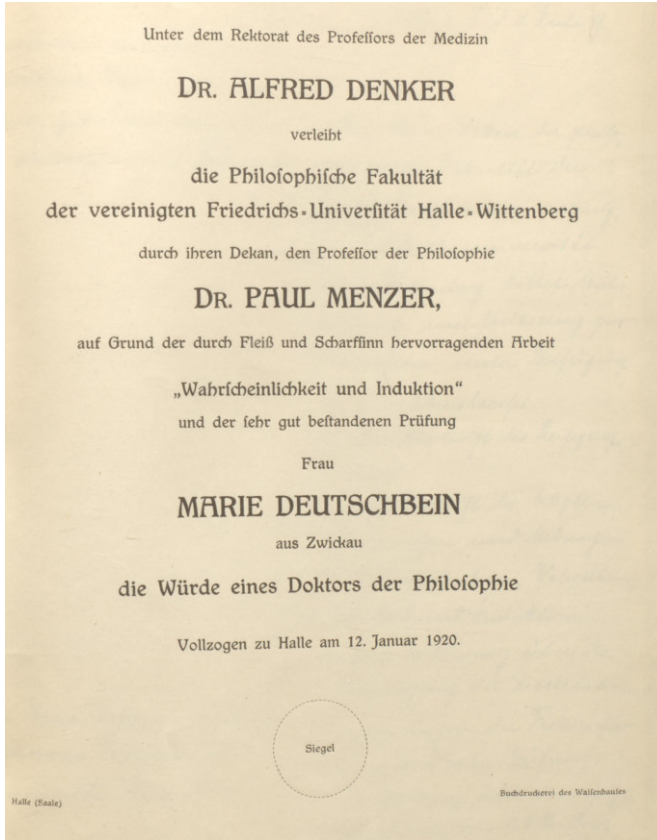 Unter dem Rektorat des Profeſſors der Medizin
DR. ALFRED DENKER
verleiht
die Philoſophiſche Fakultät
der vereinigten Friedrichs-Univerſität Halle-Wittenberg
durch ihren Dekan, den Profeſſor der Philoſophie
DR. PAUL MENZER,
auf Grund der durch Fleiß und Scharfſinn hervorragenden Arbeit
„Wahrſcheinlichkeit und Induktion“
und der ſehr gut beſtandenen Prüfung
Frau
MARIE DEUTSCHBEIN
aus Zwickau
die Würde eines Doktors der Philoſophie
Vollzogen zu Halle am 12. Januar 1920.
Siegel
Halle (Saale)
Buchdruckerei des Waiſenhauſes